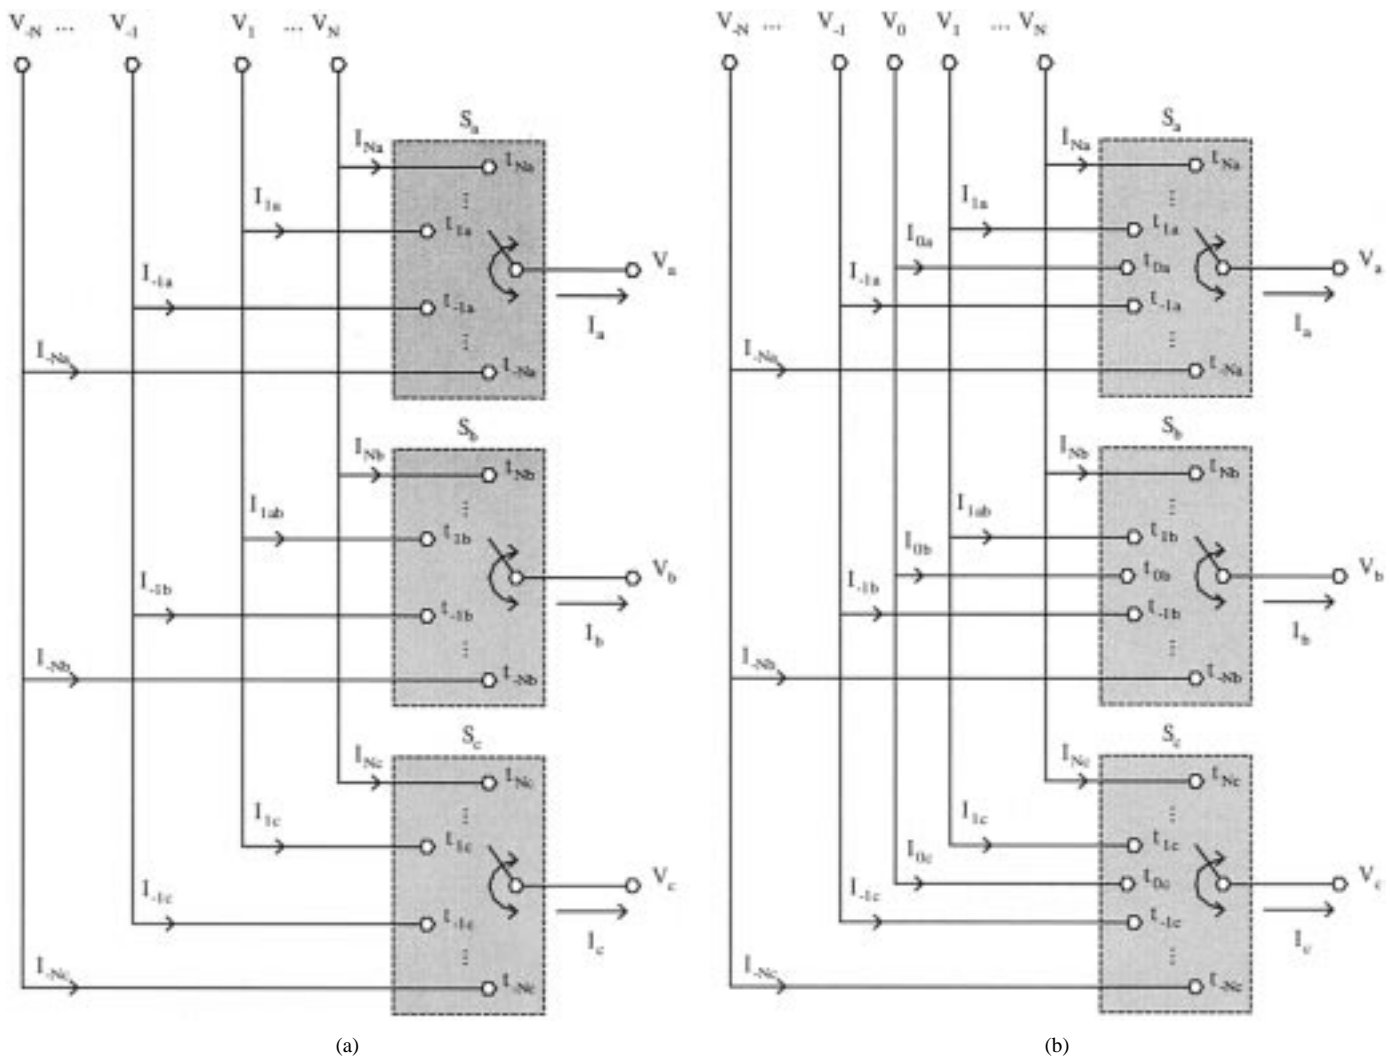 V-N ... V-1 V1 ... VN
Sa
INa
tNa
⋮
I1a
t1a
Va
I-1a
t-1a
Ia
⋮
I-Na
t-Na
Sb
INb
tNb
⋮
I1ab
t1b
Vb
I-1b
t-1b
Ib
⋮
I-Nb
t-Nb
Sc
INc
tNc
⋮
I1c
t1c
Vc
I-1c
t-1c
Ic
⋮
I-Nc
t-Nc
(a)
V-N ... V-1 V0 V1 ... VN
Sa
INa
tNa
⋮
I1a
t1a
I0a
t0a
Va
I-1a
t-1a
Ia
⋮
I-Na
t-Na
Sb
INb
tNb
⋮
I1ab
t1b
I0b
t0b
Vb
I-1b
t-1b
Ib
⋮
I-Nb
t-Nb
Sc
INc
tNc
⋮
I1c
t1c
I0c
t0c
Vc
I-1c
t-1c
Ic
⋮
I-Nc
t-Nc
(b)